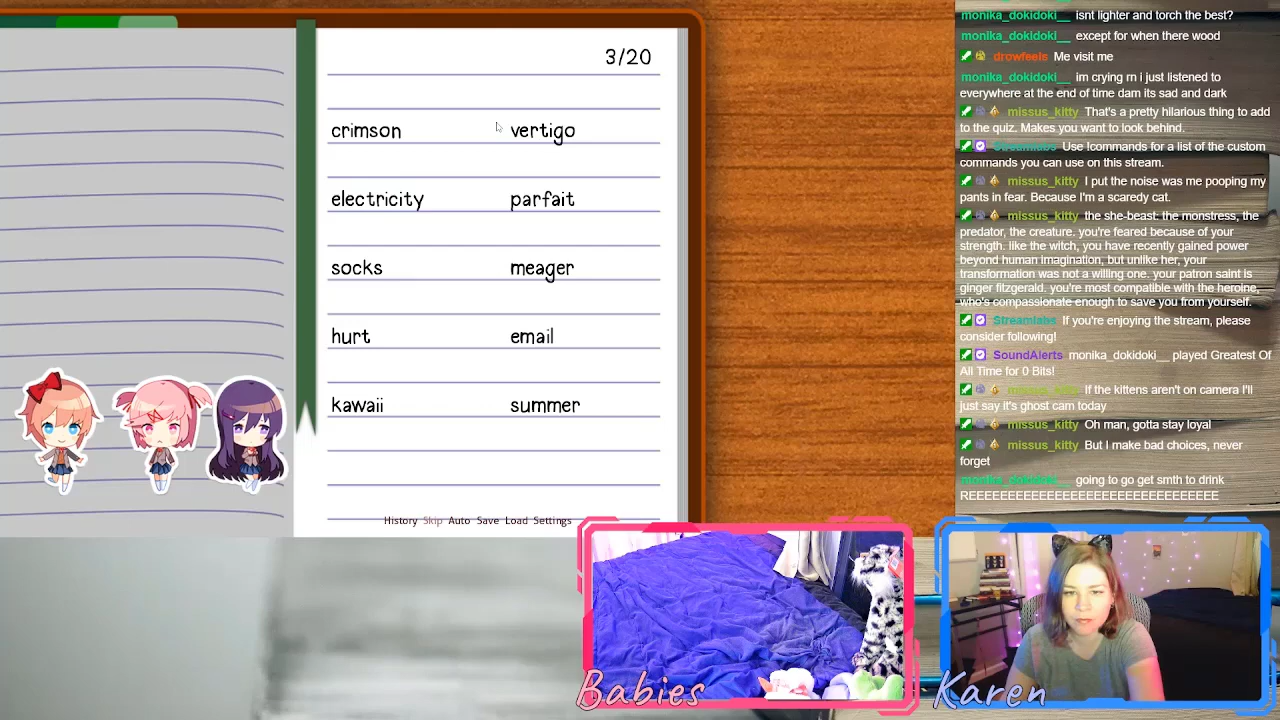 3/20
crimson vertigo
electricity parfait
socks meager
hurt email
kawaii summer
History Skip Auto Save Load Settings
monika_dokidoki__ isnt lighter and torch the best?
monika_dokidoki__ except for when there wood
drowfeels Me visit me
monika_dokidoki__ im crying rn i just listened to
everywhere at the end of time dam its sad and dark
missus_kitty That's a pretty hilarious thing to add
to the quiz. Makes you want to look behind.
Streamlabs Use !commands for a list of the custom
commands you can use on this stream.
missus_kitty I put the noise was me pooping my
pants in fear. Because I'm a scaredy cat.
missus_kitty the she-beast: the monstress, the
predator, the creature. you're feared because of your
strength. like the witch, you have recently gained power
beyond human imagination, but unlike her, your
transformation was not a willing one. your patron saint is
ginger fitzgerald. you're most compatible with the heroine,
who's compassionate enough to save you from yourself.
Streamlabs If you're enjoying the stream, please
consider following!
SoundAlerts monika_dokidoki__ played Greatest Of
All Time for 0 Bits!
missus_kitty If the kittens aren't on camera I'll
just say it's ghost cam today
missus_kitty Oh man, gotta stay loyal
missus_kitty But I make bad choices, never
forget
monika_dokidoki__ going to go get smth to drink
REEEEEEEEEEEEEEEEEEEEEEEEEEEEEEEE
Babies
Karen